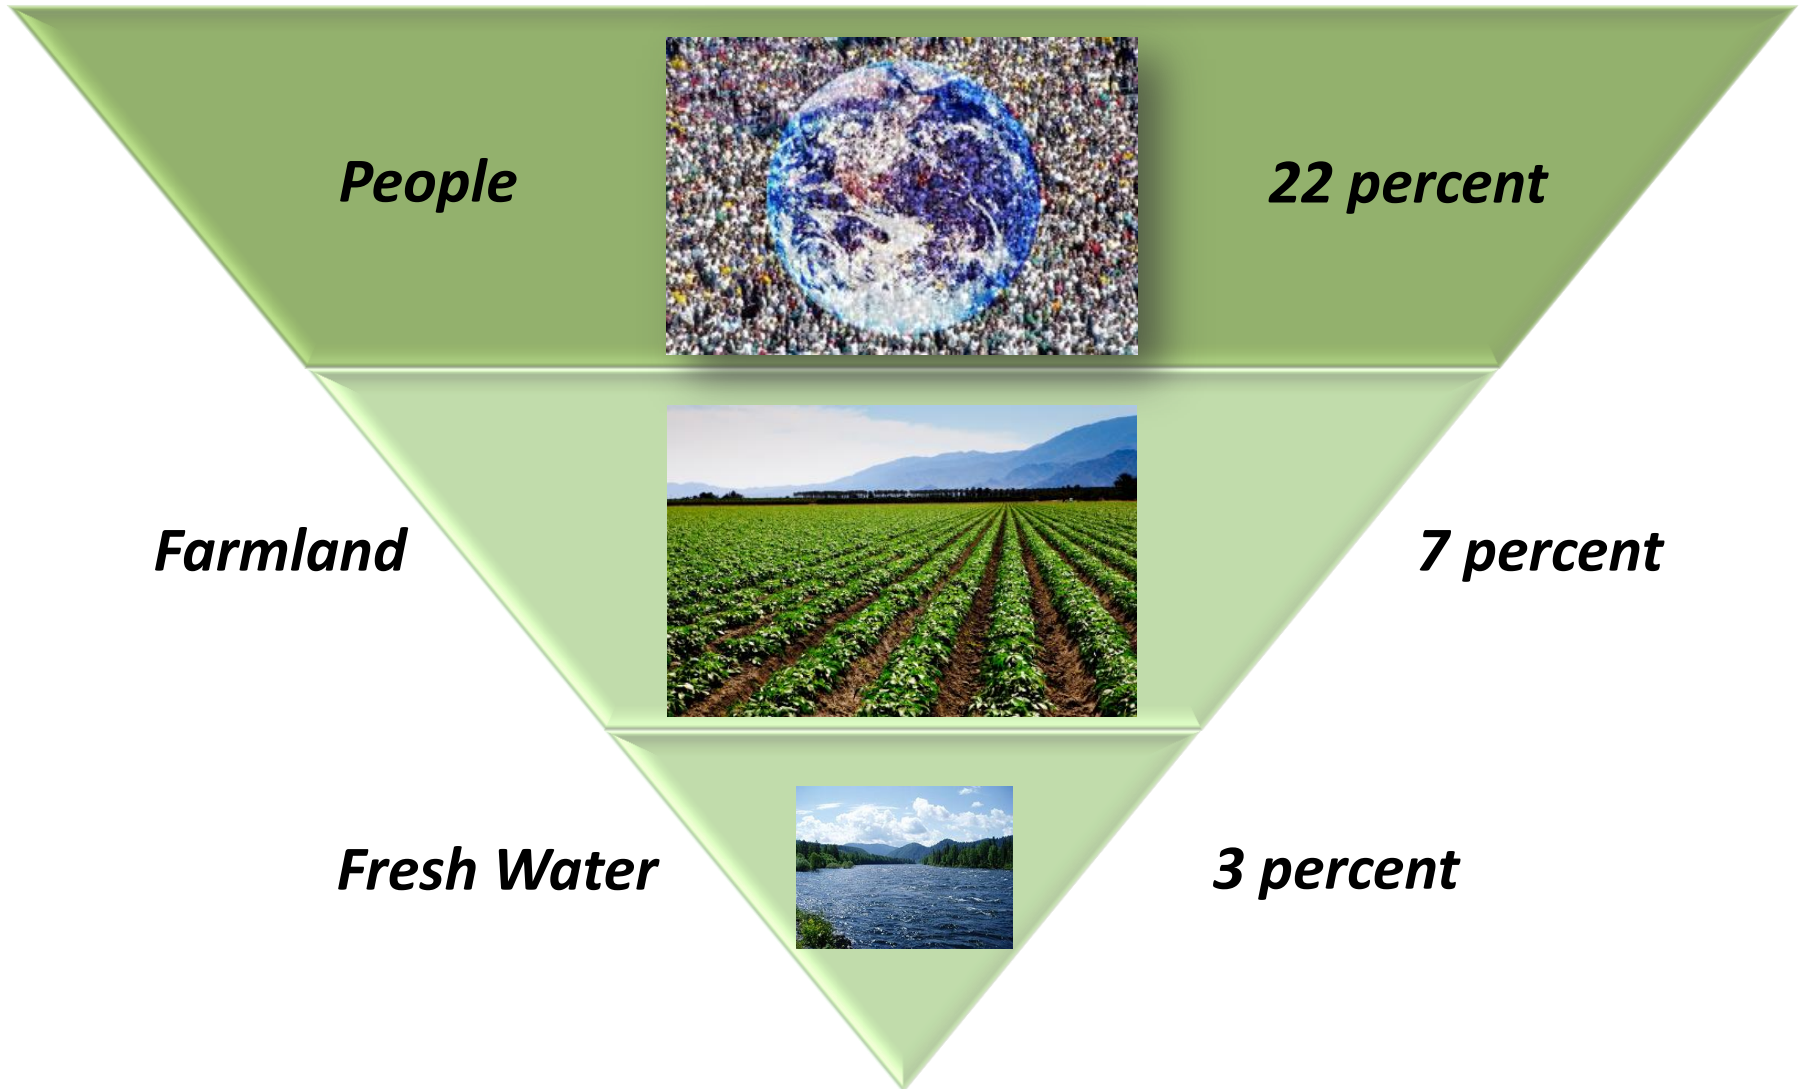 People
22 percent
Farmland
7 percent
Fresh Water
3 percent